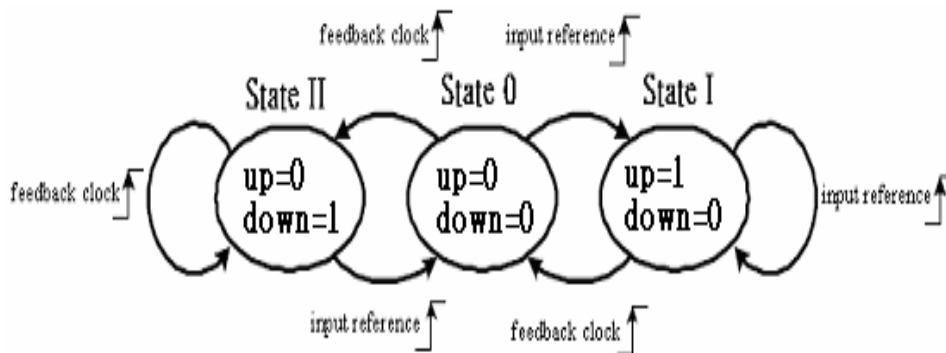 feedback clock
input reference
State II
State 0
State I
feedback clock
up=0
down=1
up=0
down=0
up=1
down=0
input reference
input reference
feedback clock